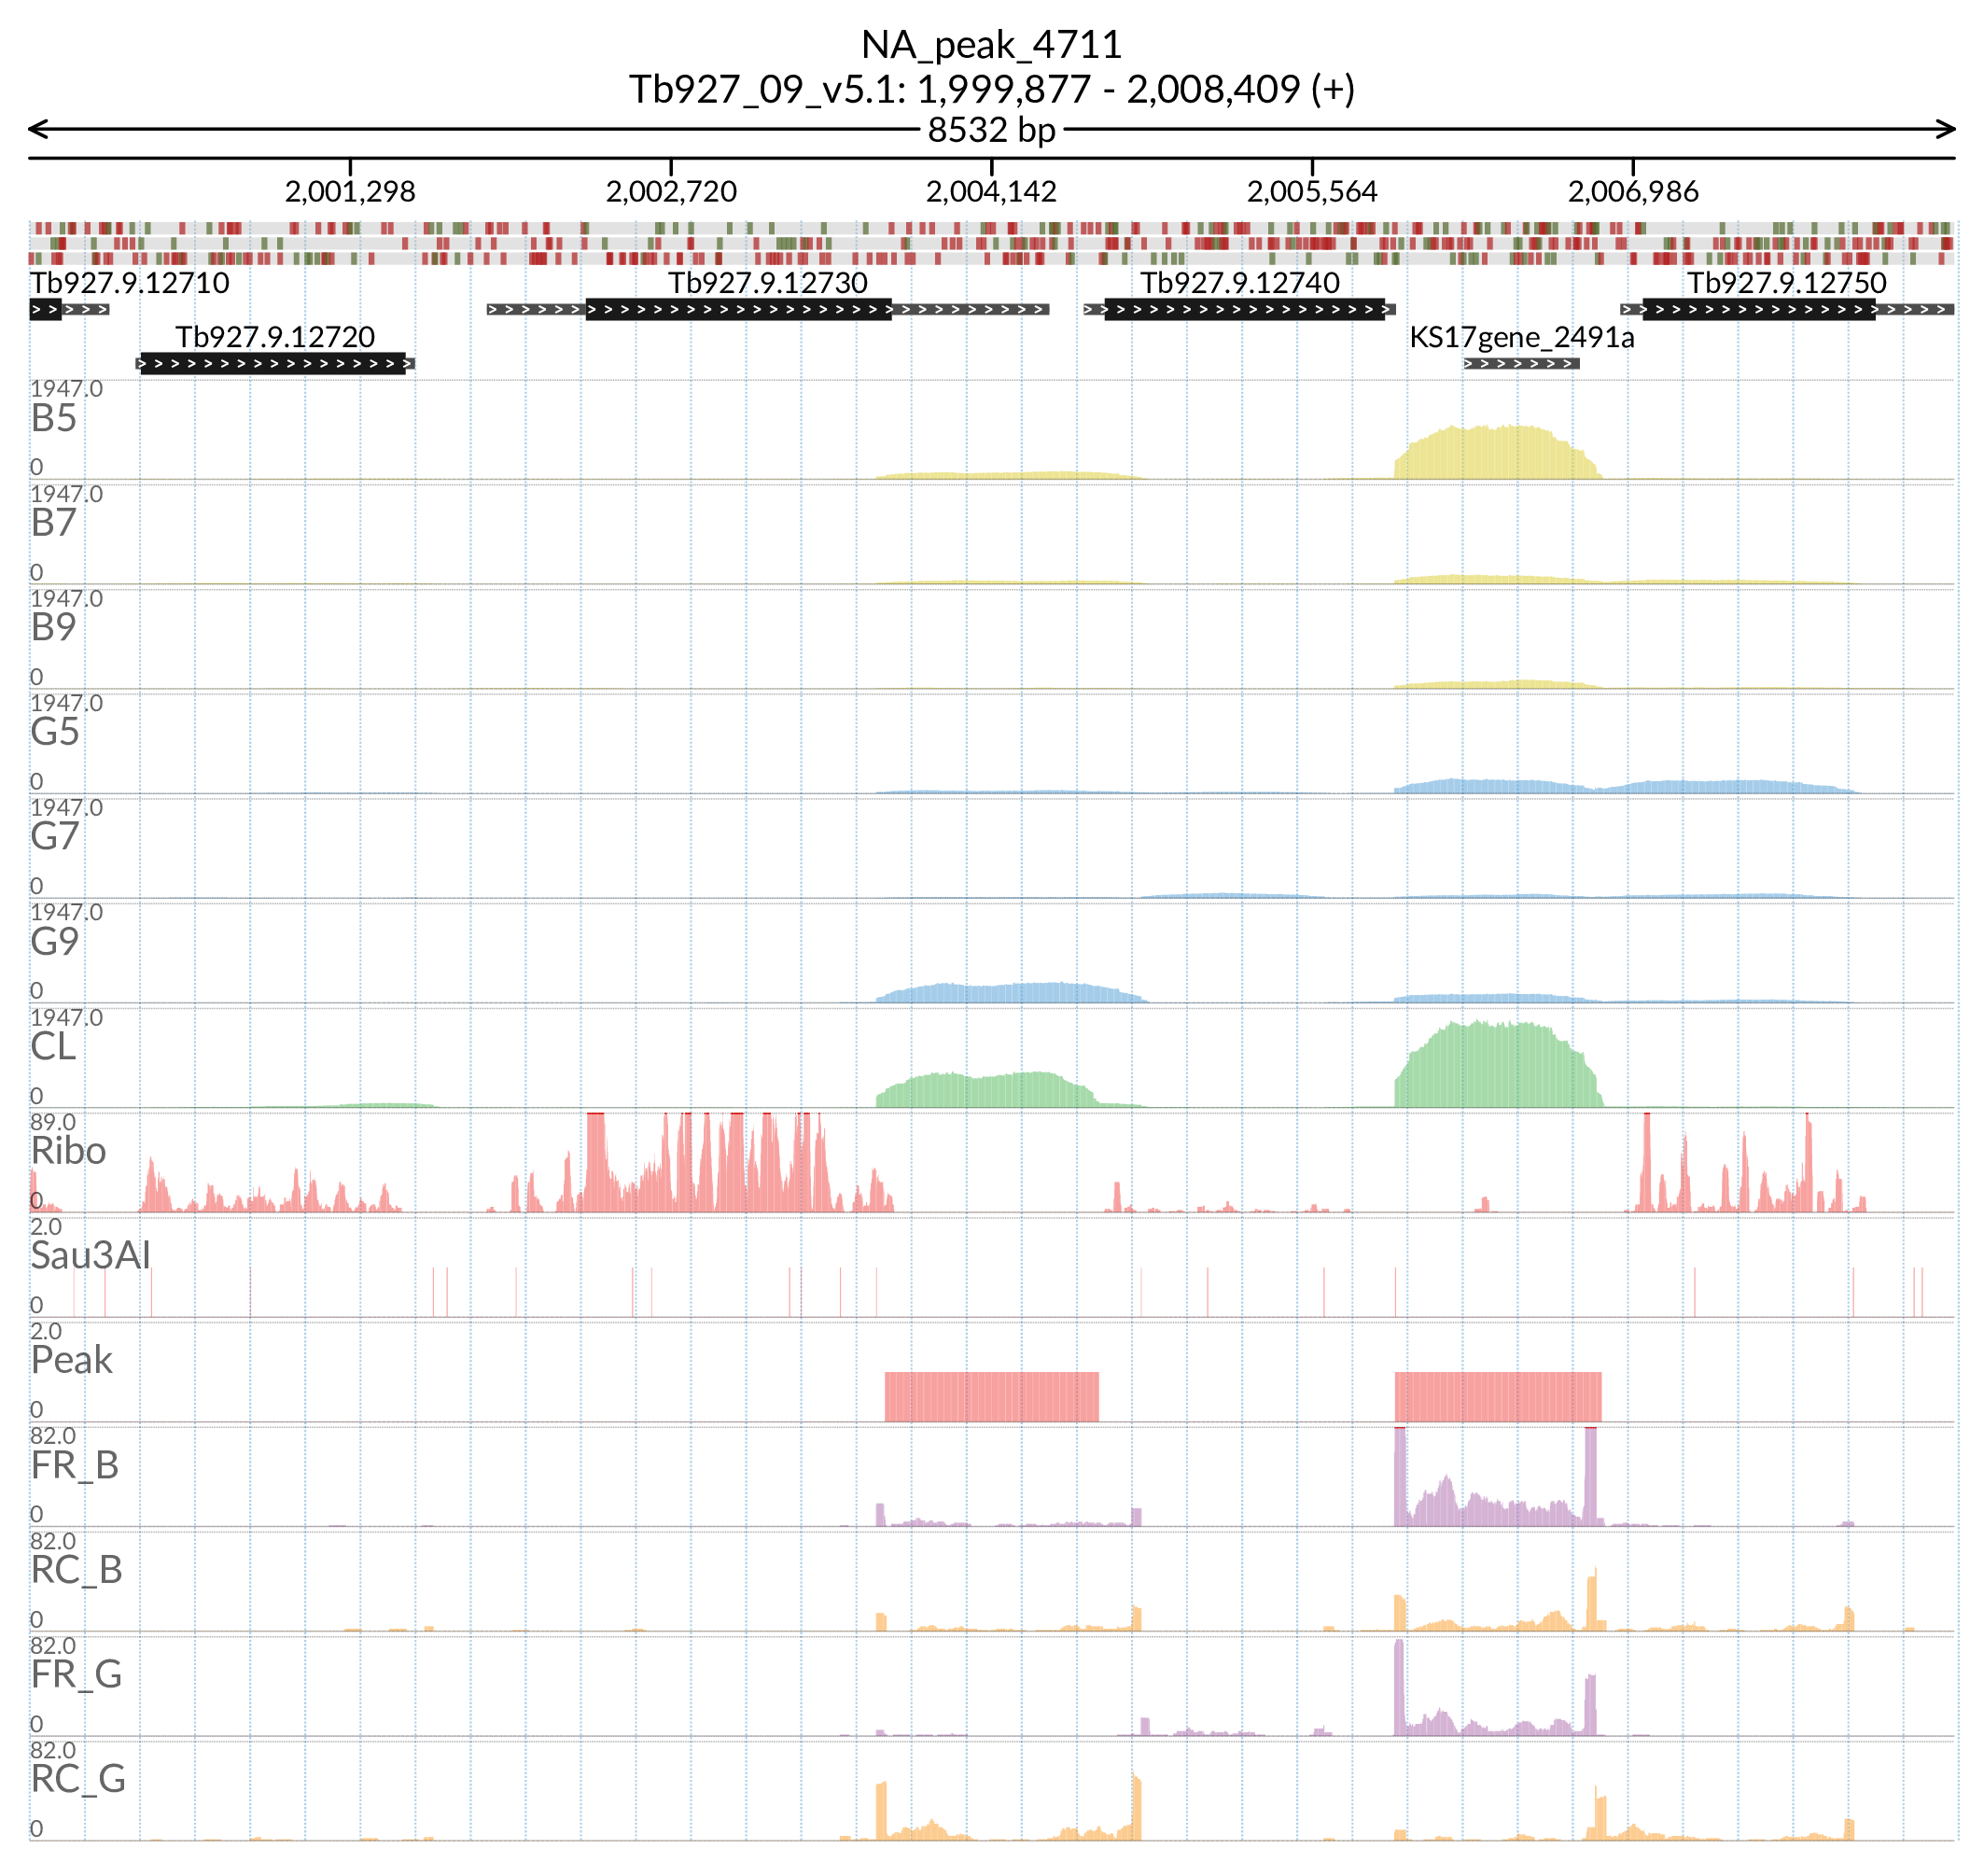 NA_peak_4711
Tb927_09_v5.1: 1,999,877 - 2,008,409 (+)
8532 bp
2,001,298 2,002,720 2,004,142 2,005,564 2,006,986
Tb927.9.12710 Tb927.9.12730 Tb927.9.12740 Tb927.9.12750
Tb927.9.12720 KS17gene_2491a
1947.0
B5
0
1947.0
B7
0
1947.0
B9
0
1947.0
G5
0
1947.0
G7
0
1947.0
G9
0
1947.0
CL
0
89.0
Ribo
0
2.0
Sau3AI
0
2.0
Peak
0
82.0
FR_B
0
82.0
RC_B
0
82.0
FR_G
0
82.0
RC_G
0